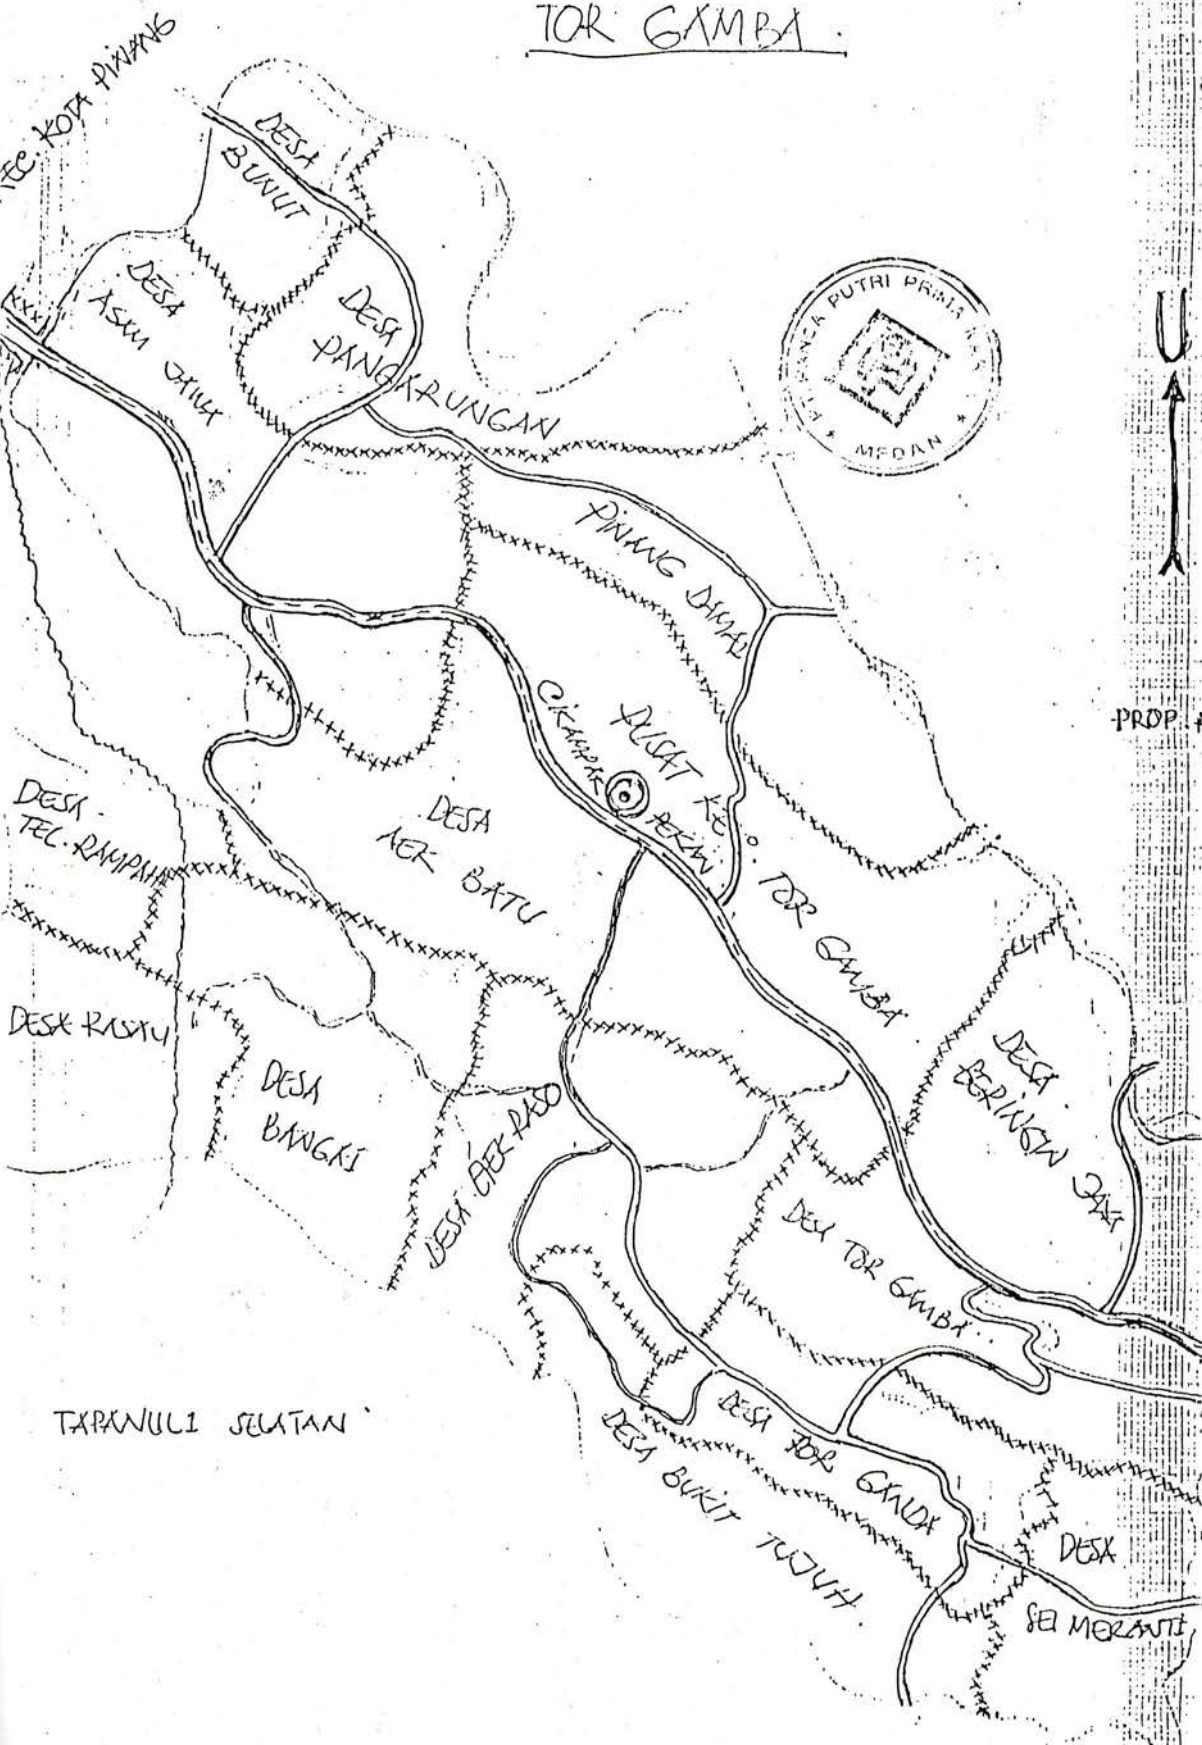 TOR GAMBA
KEC. KOTA PINANG
DESA
BUNUT
DESA
ASAM JAWA
DESA
PANGARUNGAN
PUTRI PRIMA
MEDAN
U
PINANG DAMAI
PROP.
CIKAMPAK
PEKAN
PUSAT KEC. TOR GAMBA
DESA
TEL. RAMPAH
DESA
AEK BATU
DESA RASAU
DESA
BANGAI
DESA AEK RASO
DESA
BERINGIN JAYA
DESA TOR GAMBA
TAPANULI SELATAN
DESA TOR GANDA
DESA BUKIT TUJUH
DESA
SEI MERANTI